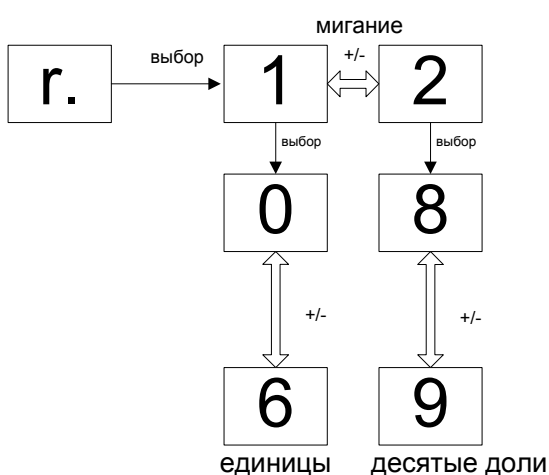 мигание
выбор +/-
r. 1 2
выбор выбор
0 8
+/- +/-
6 9
единицы десятые доли